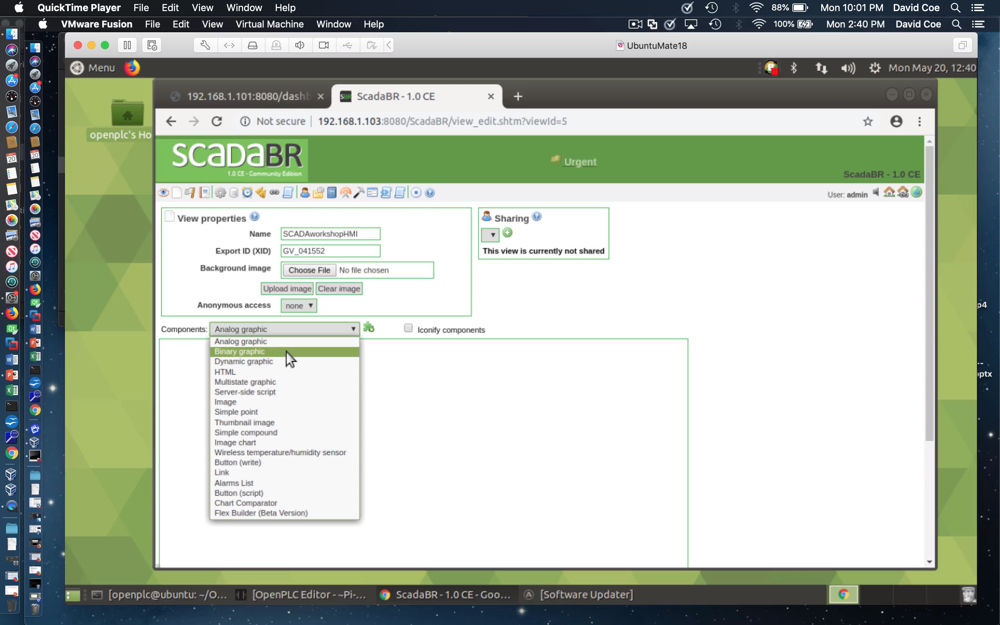 QuickTime Player File Edit View Window Help 88% Mon 10:01 PM David Coe
VMware Fusion File Edit View Virtual Machine Window Help 100% Mon 2:40 PM David Coe
UbuntuMate18
Menu Mon May 20, 12:40
192.168.1.101:8080/dashb ScadaBR - 1.0 CE
openplc's Ho
Not secure 192.168.1.103:8080/ScadaBR/view_edit.shtm?viewId=5
SCADABR
1.0 CE - Community Edition
Urgent
ScadaBR - 1.0 CE
User: admin
View properties
Name SCADAworkshopHMI
Export ID (XID) GV_041552
Background image Choose File No file chosen
Upload image Clear image
Anonymous access none
Sharing
This view is currently not shared
Components: Analog graphic Iconify components
Analog graphic
Binary graphic
Dynamic graphic
HTML
Multistate graphic
Server-side script
Image
Simple point
Thumbnail image
Simple compound
Image chart
Wireless temperature/humidity sensor
Button (write)
Link
Alarms List
Button (script)
Chart Comparator
Flex Builder (Beta Version)
p4
pptx
[openplc@ubuntu: ~/O... [OpenPLC Editor - ~Pi-... ScadaBR - 1.0 CE - Goo... [Software Updater]